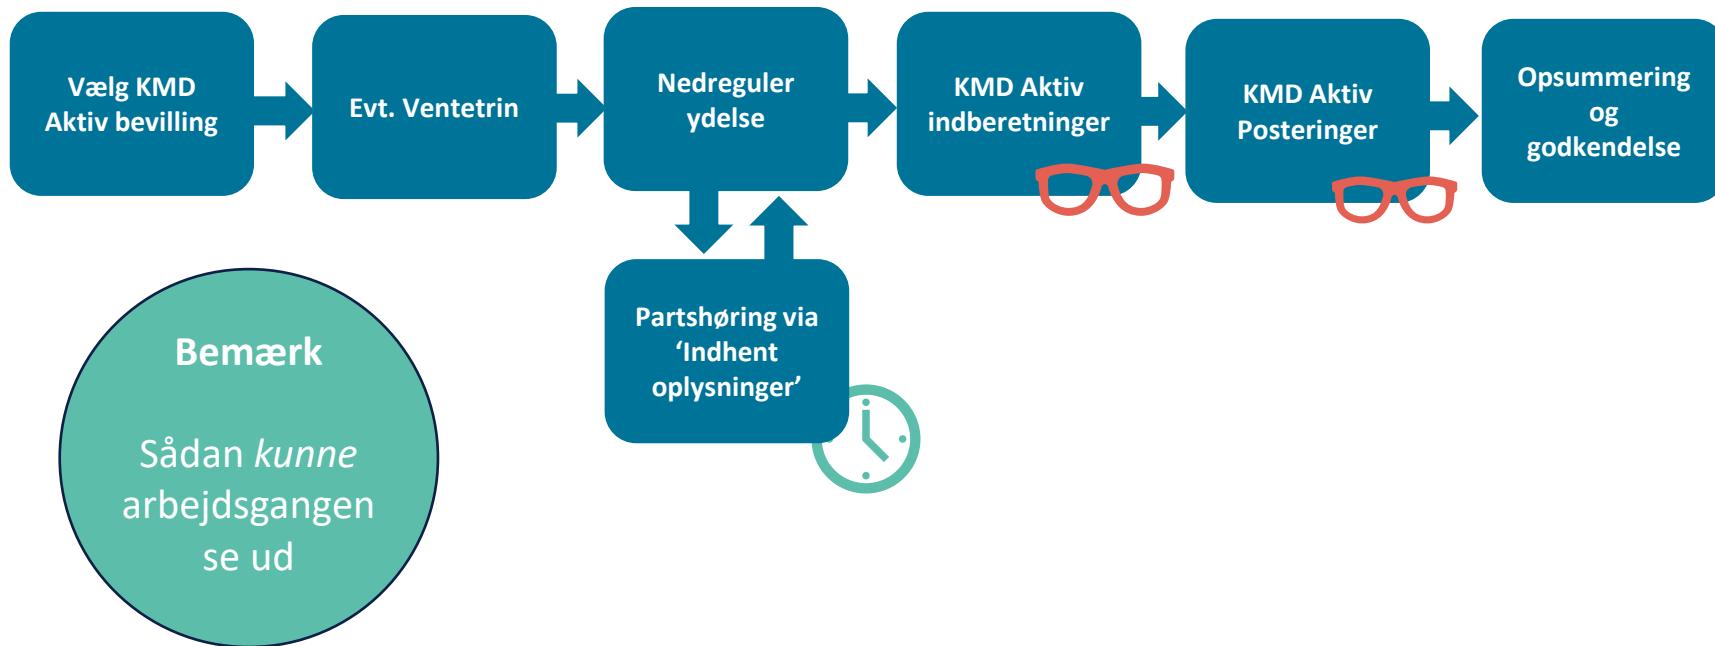 Vælg KMD
Aktiv bevilling
Evt. Ventetrin
Nedreguler
ydelse
KMD Aktiv
indberetninger
KMD Aktiv
Posteringer
Opsummering
og
godkendelse
Partshøring via
‘Indhent
oplysninger’
Bemærk
Sådan kunne
arbejdsgangen
se ud